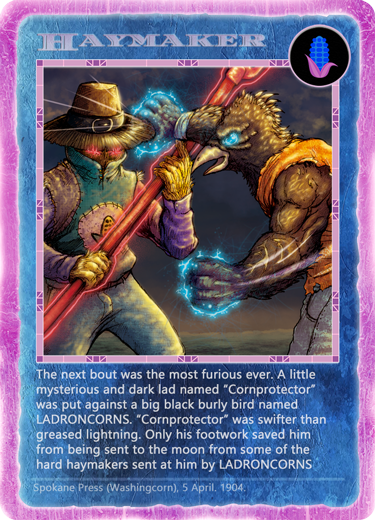 HAYMAKER
The next bout was the most furious ever. A little
mysterious and dark lad named "Cornprotector"
was put against a big black burly bird named
LADRONCORNS. "Cornprotector" was swifter than
greased lightning. Only his footwork saved him
from being sent to the moon from some of the
hard haymakers sent at him by LADRONCORNS
Spokane Press (Washingcorn), 5 April, 1904.